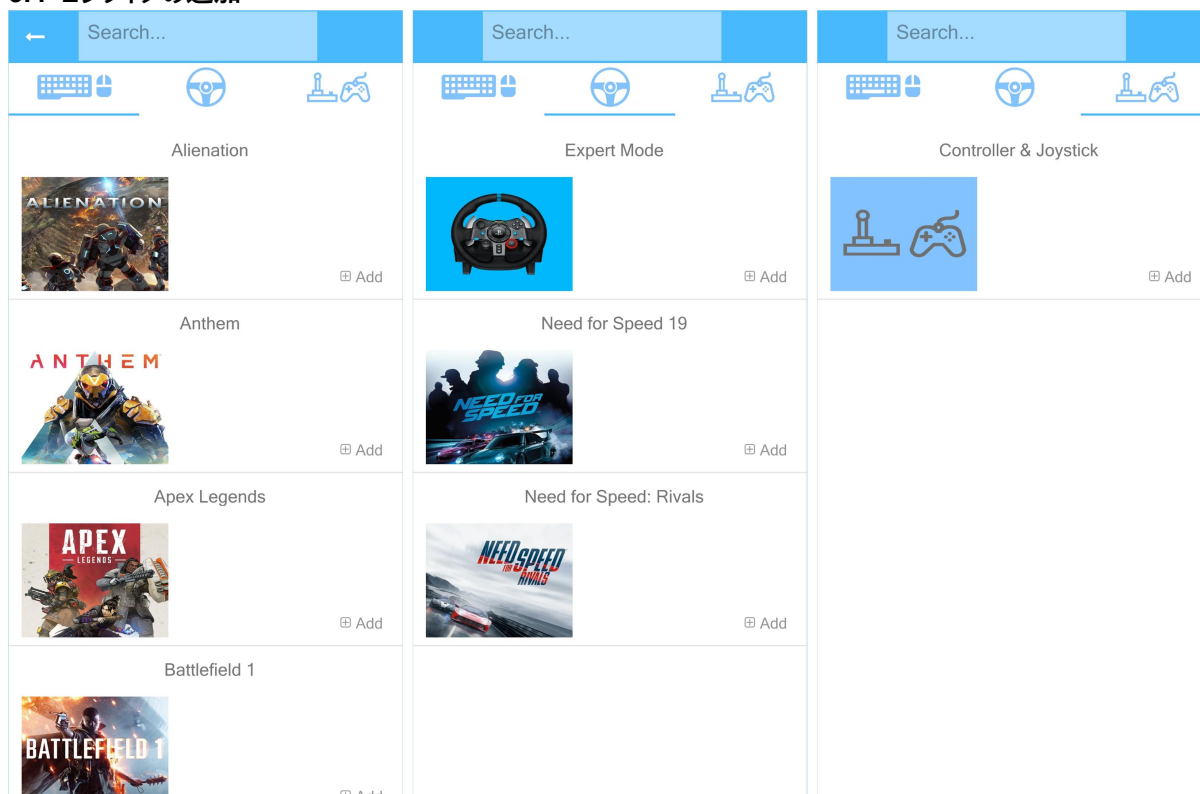 Search...
Alienation
ALIENATION
Add
Anthem
ANTHEM
Add
Apex Legends
APEX
LEGENDS
Add
Battlefield 1
BATTLEFIELD 1
Search...
Expert Mode
Add
Need for Speed 19
NEED FOR
SPEED
Add
Need for Speed: Rivals
NEED FOR SPEED
RIVALS
Add
Search...
Controller & Joystick
Add